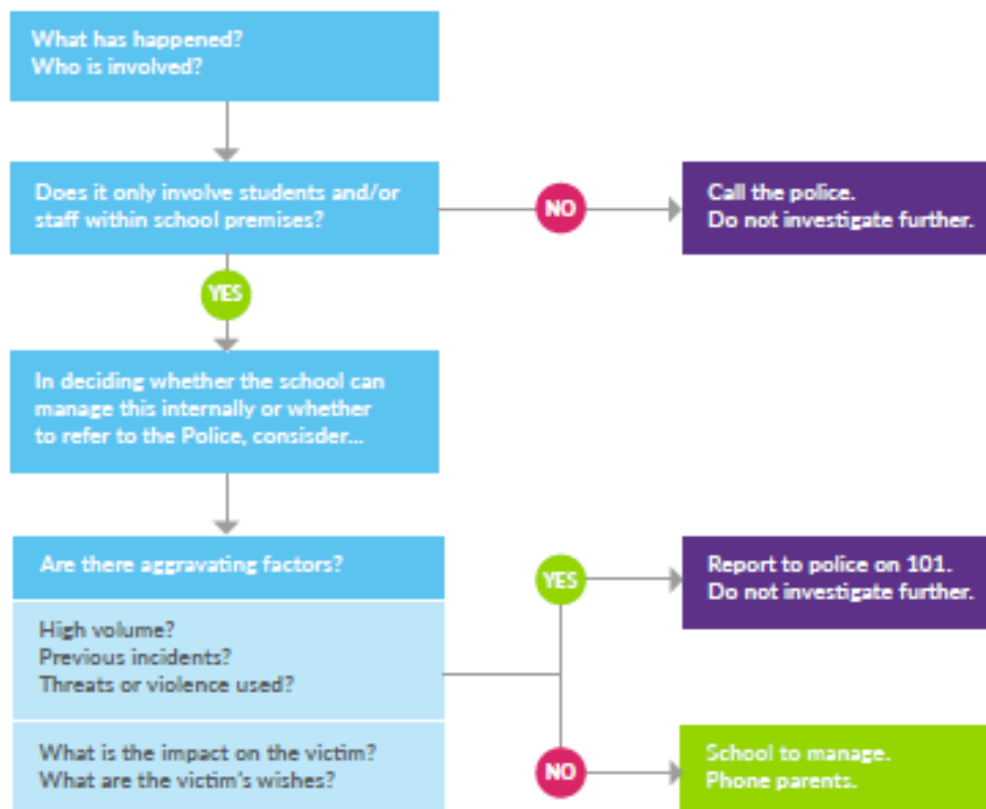 What has happened?
Who is involved?
Does it only involve students and/or
staff within school premises?
NO
Call the police.
Do not investigate further.
YES
In deciding whether the school can
manage this internally or whether
to refer to the Police, consisder...
Are there aggravating factors?
High volume?
Previous incidents?
Threats or violence used?
What is the impact on the victim?
What are the victim's wishes?
YES
Report to police on 101.
Do not investigate further.
NO
School to manage.
Phone parents.